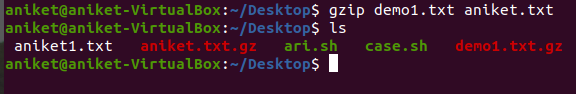 aniket@aniket-VirtualBox:~/Desktop$ gzip demo1.txt aniket.txt
aniket@aniket-VirtualBox:~/Desktop$ ls
aniket1.txt aniket.txt.gz ari.sh case.sh demo1.txt.gz
aniket@aniket-VirtualBox:~/Desktop$